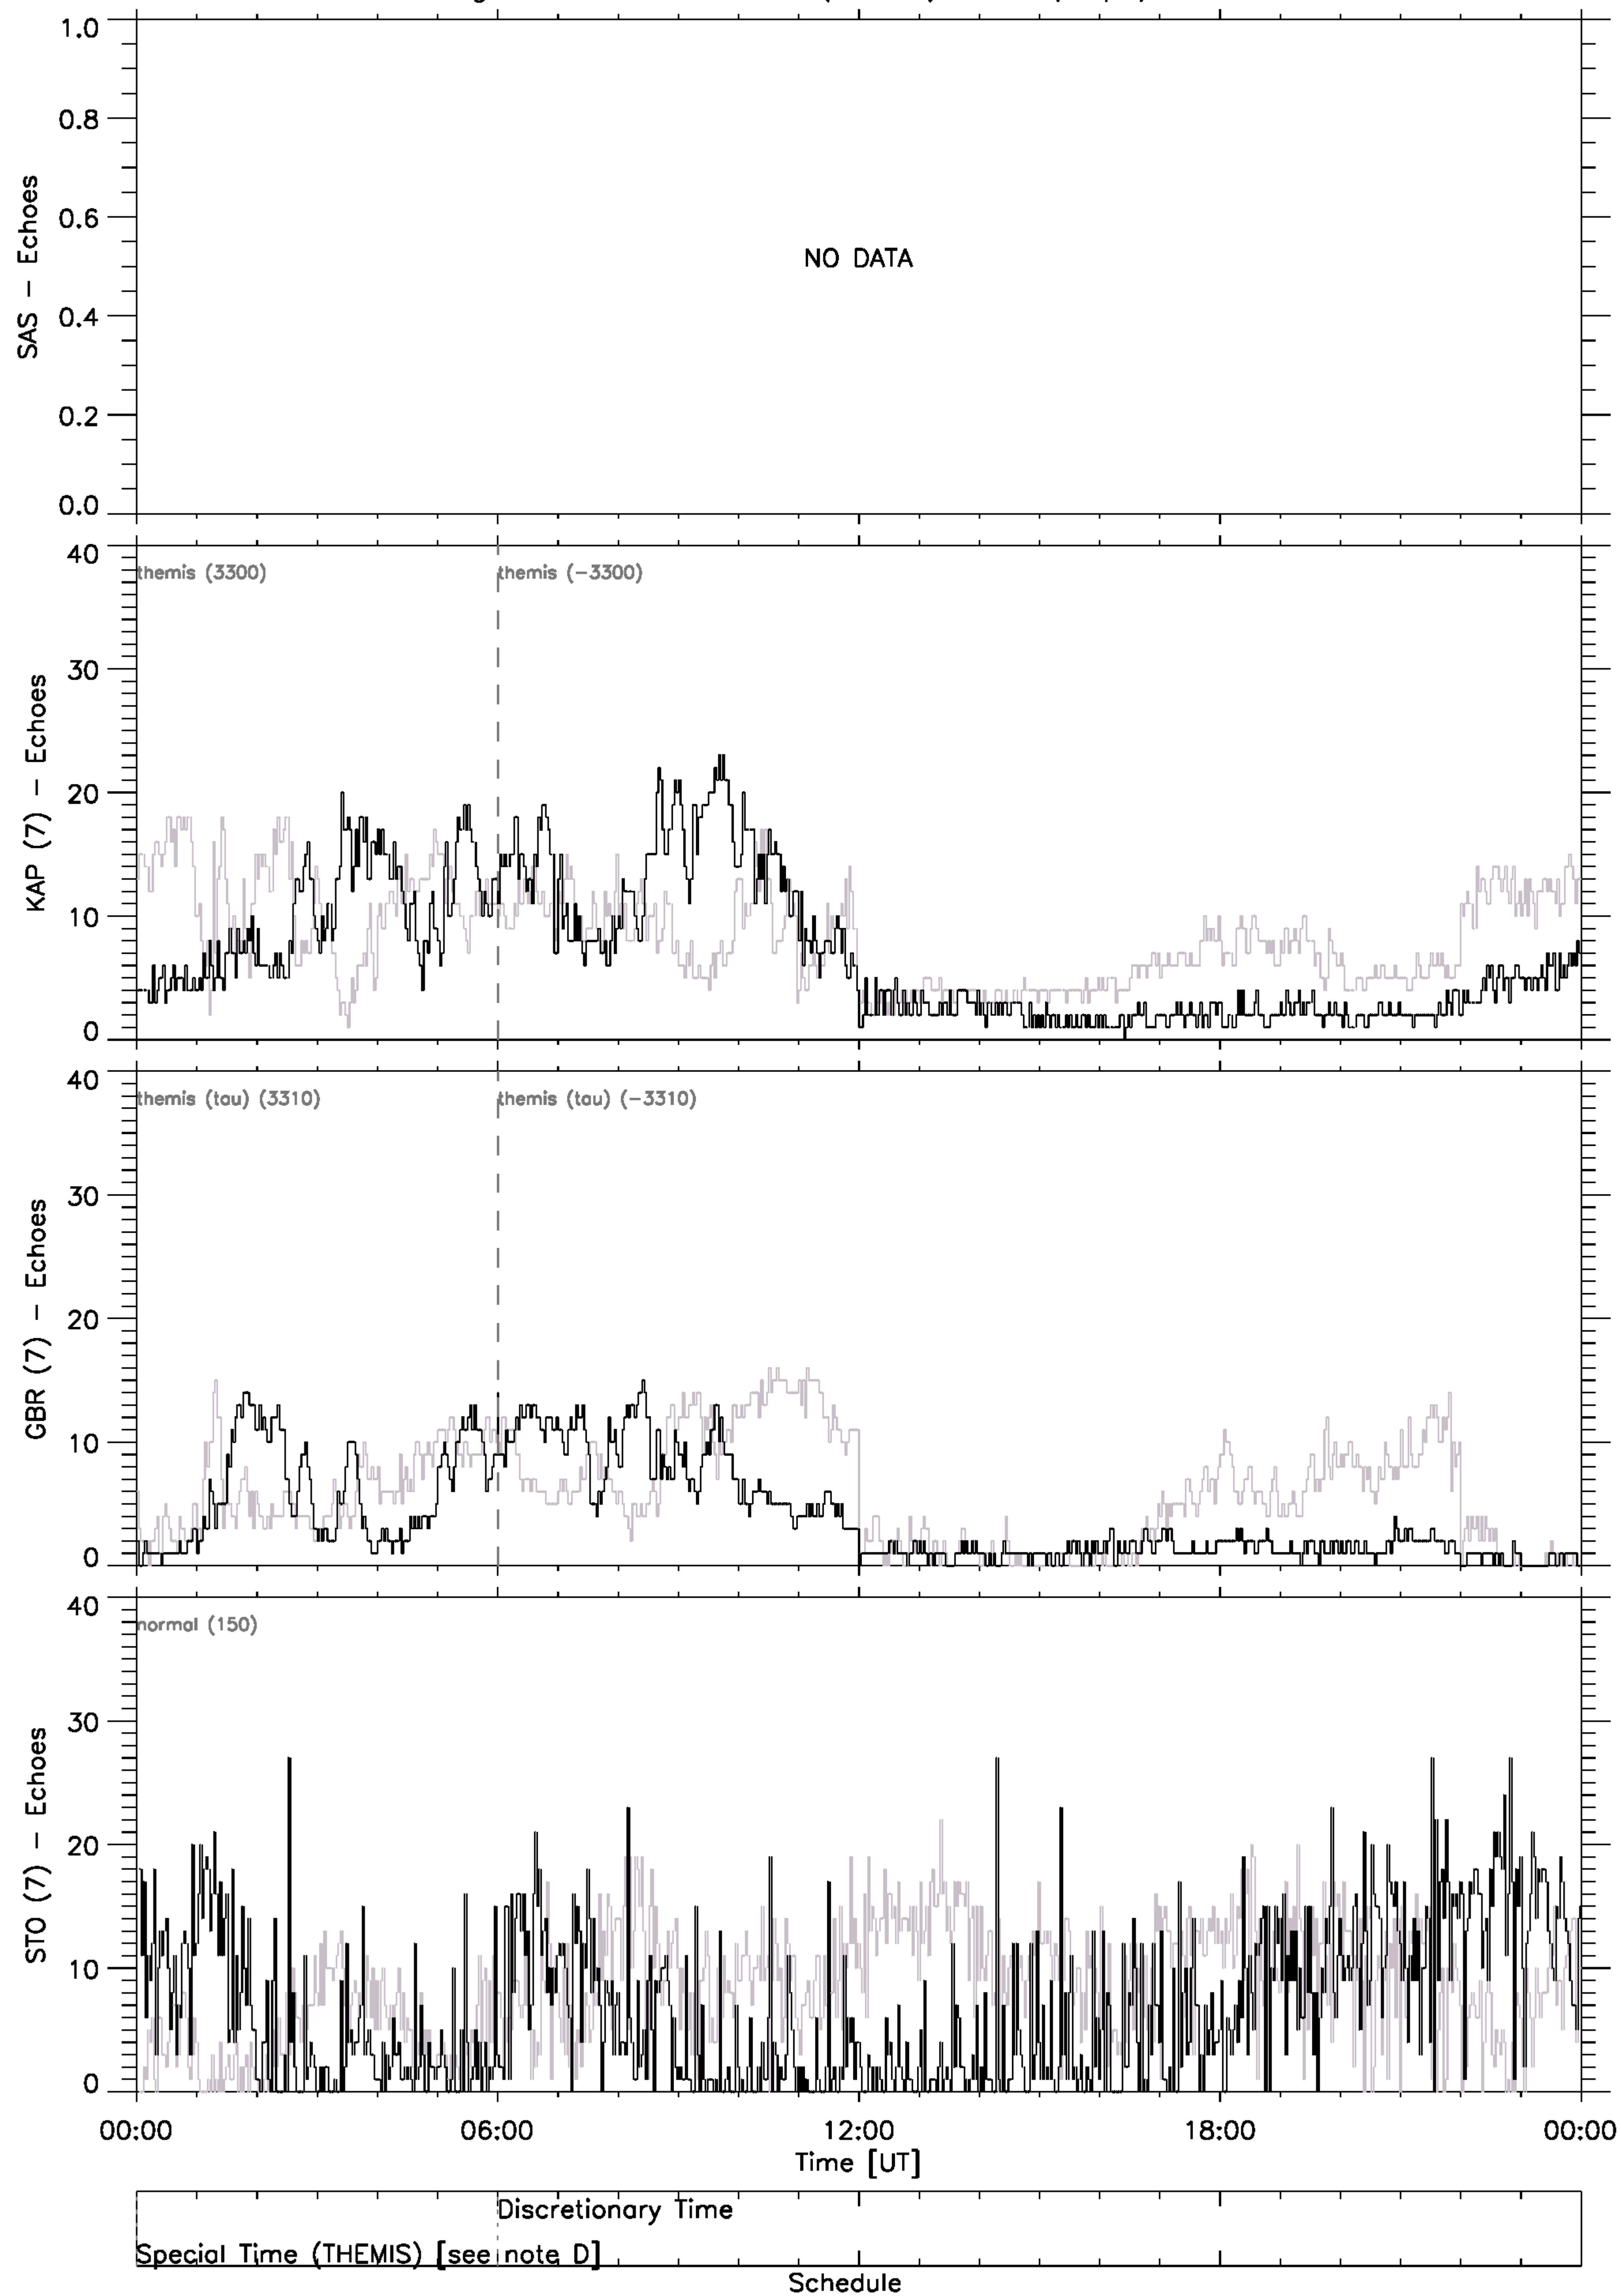 1.0
0.8
0.6
0.4
0.2
0.0
SAS - Echoes
NO DATA
40
30
20
10
0
KAP (7) - Echoes
themis (3300)
themis (-3300)
40
30
20
10
0
GBR (7) - Echoes
themis (tau) (3310)
themis (tau) (-3310)
40
30
20
10
0
STO (7) - Echoes
normal (150)
00:00 06:00 12:00 18:00 00:00
Time [UT]
Discretionary Time
Special Time (THEMIS) [see note D]
Schedule